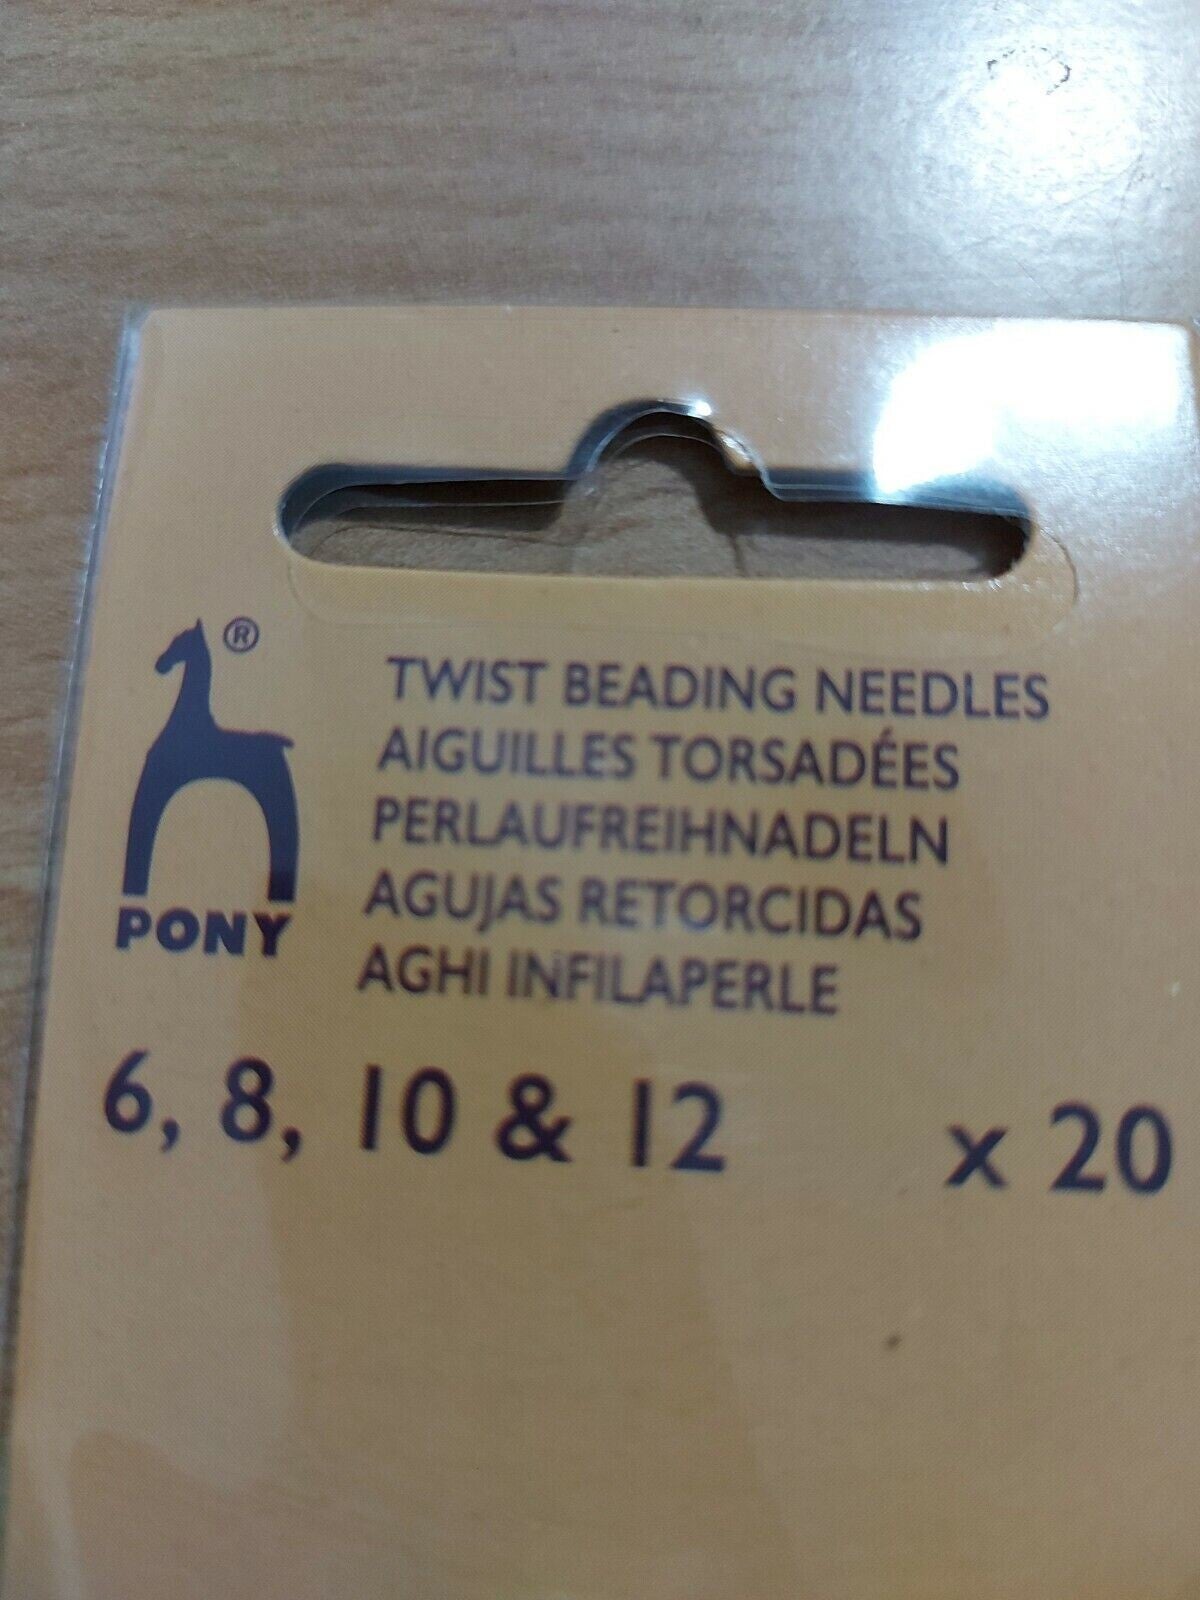 ®
PONY
TWIST BEADING NEEDLES
AIGUILLES TORSADÉES
PERLAUFREIHNADELN
AGUJAS RETORCIDAS
AGHI INFILAPERLE
6, 8, 10 & 12 x 20